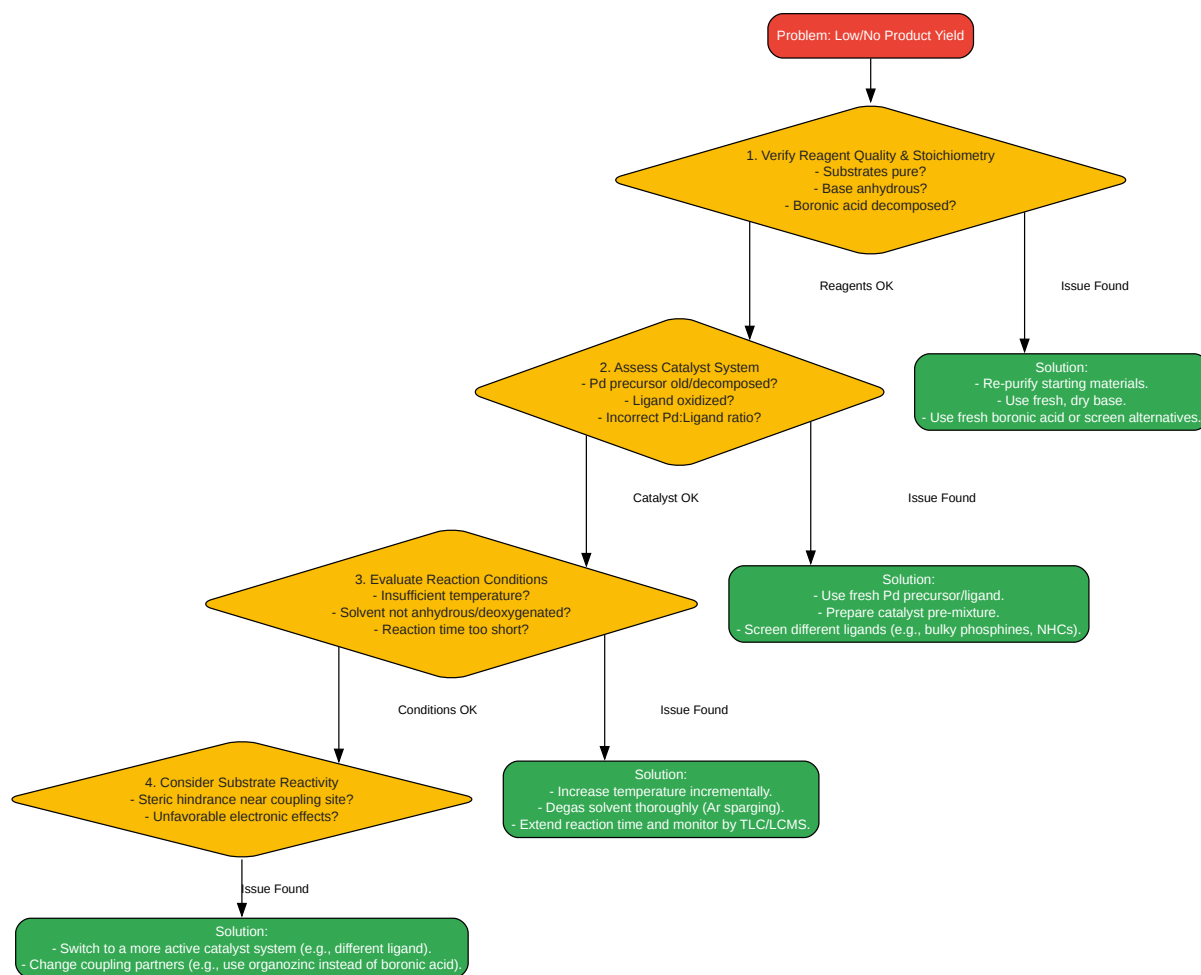 Problem: Low/No Product Yield
1. Verify Reagent Quality & Stoichiometry
- Substrates pure?
- Base anhydrous?
- Boronic acid decomposed?
Reagents OK
Issue Found
2. Assess Catalyst System
- Pd precursor old/decomposed?
- Ligand oxidized?
- Incorrect Pd:Ligand ratio?
Solution:
- Re-purify starting materials.
- Use fresh, dry base.
- Use fresh boronic acid or screen alternatives.
Catalyst OK
Issue Found
3. Evaluate Reaction Conditions
- Insufficient temperature?
- Solvent not anhydrous/deoxygenated?
- Reaction time too short?
Solution:
- Use fresh Pd precursor/ligand.
- Prepare catalyst pre-mixture.
- Screen different ligands (e.g., bulky phosphines, NHCs).
Conditions OK
Issue Found
4. Consider Substrate Reactivity
- Steric hindrance near coupling site?
- Unfavorable electronic effects?
Solution:
- Increase temperature incrementally.
- Degas solvent thoroughly (Ar sparging).
- Extend reaction time and monitor by TLC/LCMS.
Issue Found
Solution:
- Switch to a more active catalyst system (e.g., different ligand).
- Change coupling partners (e.g., use organozinc instead of boronic acid).